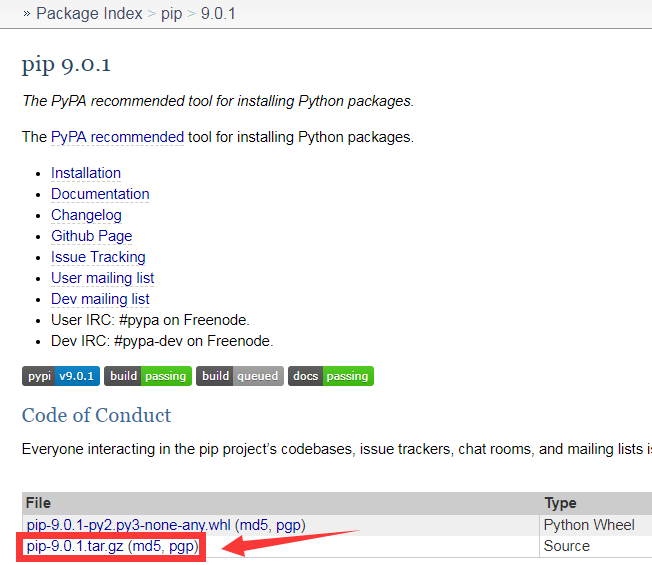 » Package Index > pip > 9.0.1
pip 9.0.1
The PyPA recommended tool for installing Python packages.
The PyPA recommended tool for installing Python packages.
• Installation
• Documentation
• Changelog
• Github Page
• Issue Tracking
• User mailing list
• Dev mailing list
• User IRC: #pypa on Freenode.
• Dev IRC: #pypa-dev on Freenode.
pypi v9.0.1 build passing build queued docs passing
Code of Conduct
Everyone interacting in the pip project’s codebases, issue trackers, chat rooms, and mailing lists is
File Type
pip-9.0.1-py2.py3-none-any.whl (md5, pgp) Python Wheel
pip-9.0.1.tar.gz (md5, pgp) Source